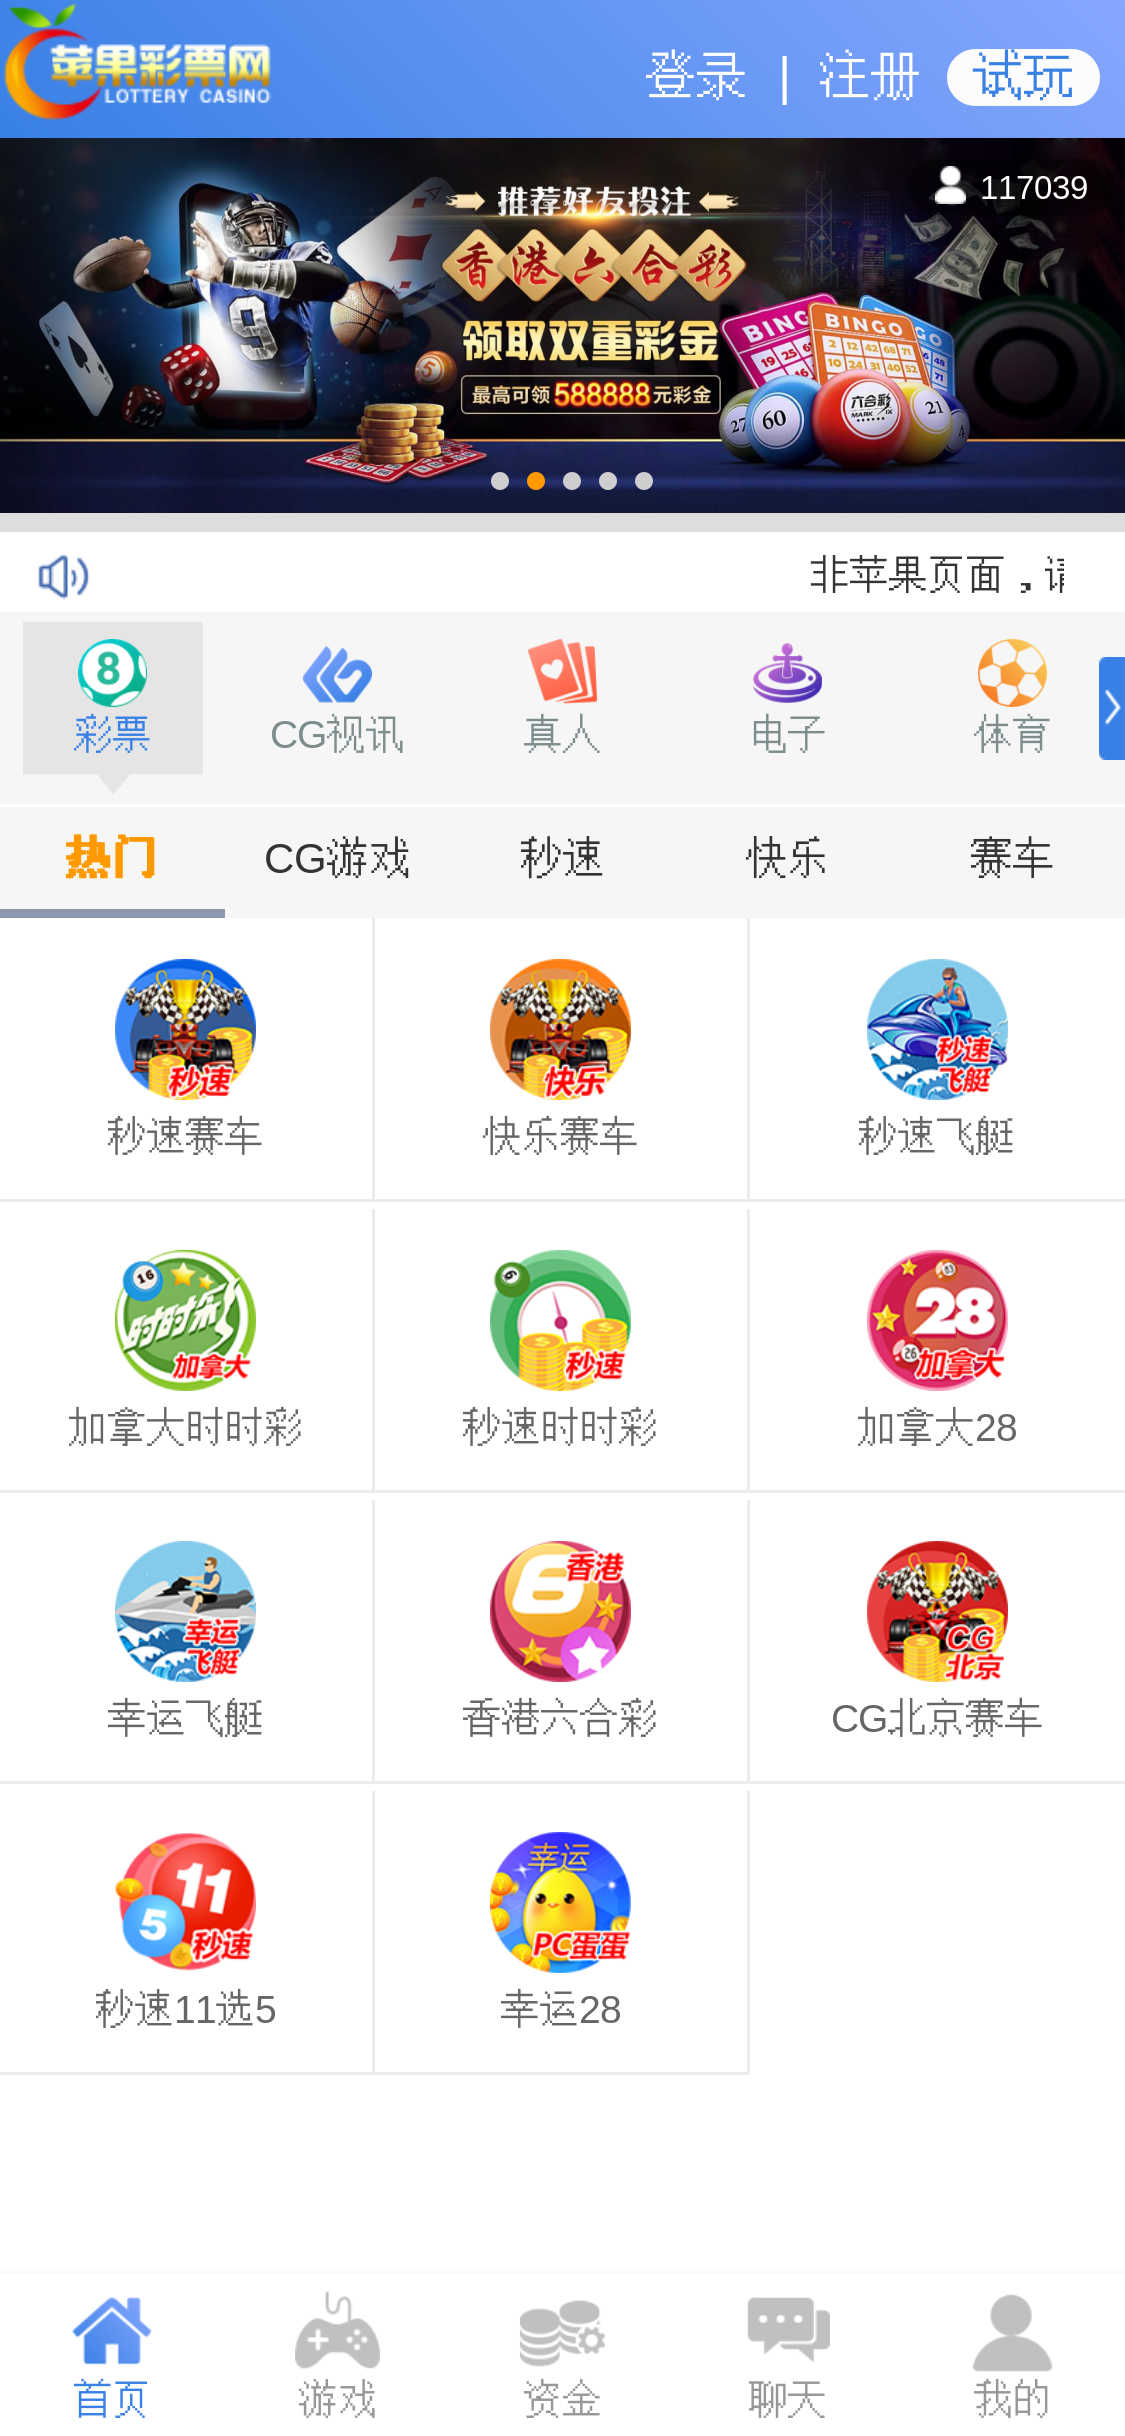 苹果彩票网
LOTTERY CASINO
登录 | 注册 试玩
117039
推荐好友投注
香港六合彩
领取双重彩金
最高可领588888元彩金
非苹果页面，请
彩票 CG视讯 真人 电子 体育
热门 CG游戏 秒速 快乐 赛车
秒速 快乐 秒速飞艇
秒速赛车 快乐赛车 秒速飞艇
时时彩 加拿大 秒速 28 加拿大
加拿大时时彩 秒速时时彩 加拿大28
幸运飞艇 6 香港 CG北京
幸运飞艇 香港六合彩 CG北京赛车
11 5 秒速 幸运 PC蛋蛋
秒速11选5 幸运28
首页 游戏 资金 聊天 我的